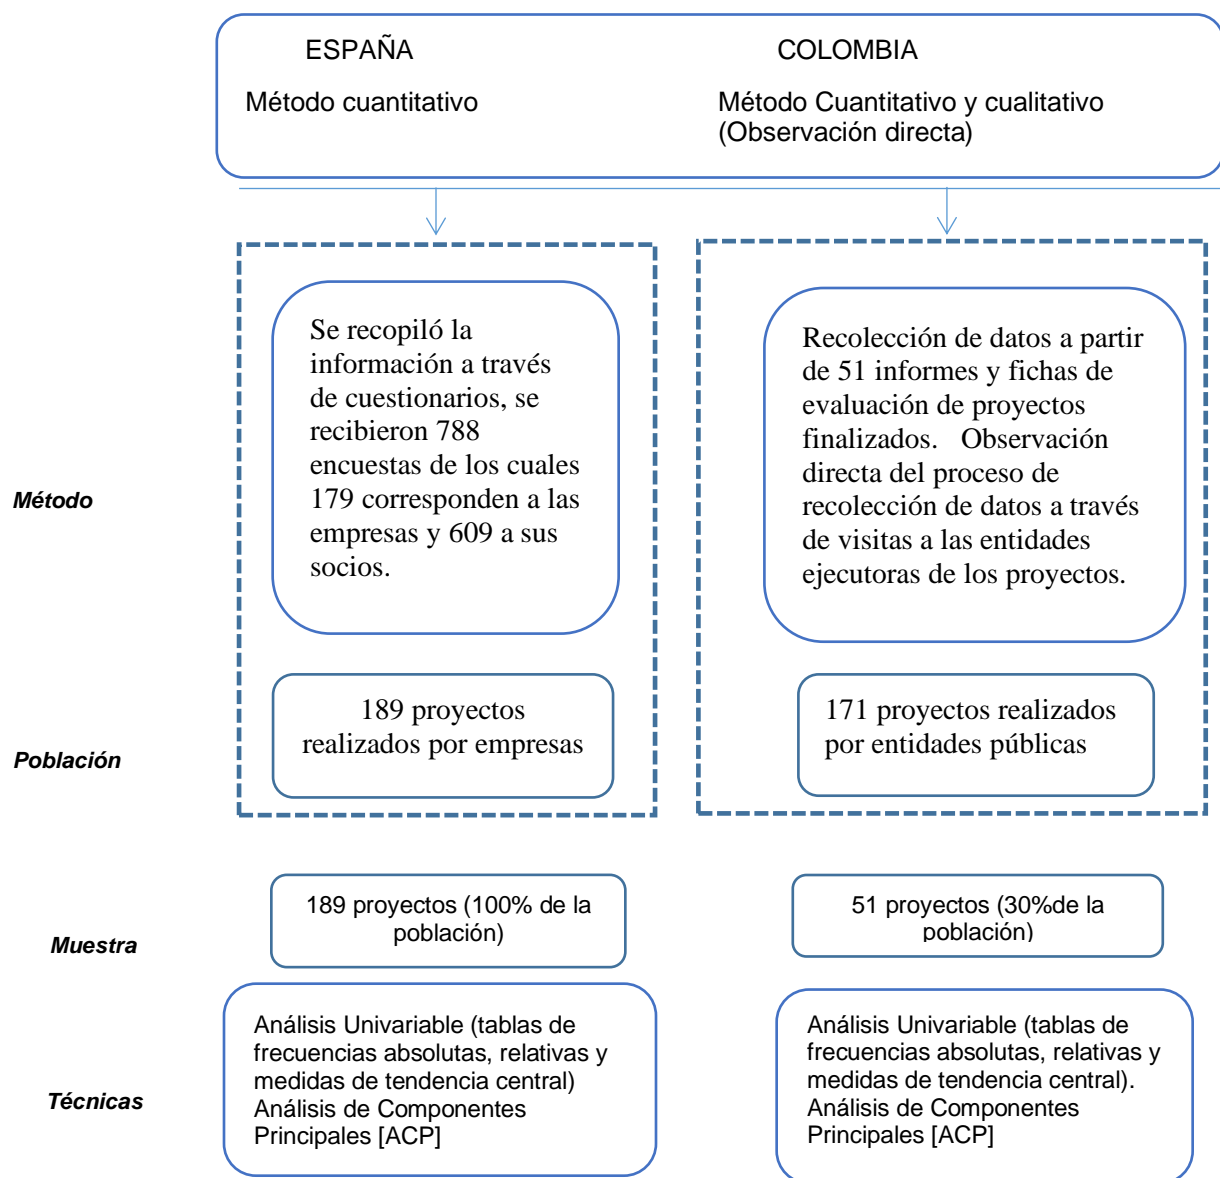 ESPAÑA
COLOMBIA
Método cuantitativo
Método Cuantitativo y cualitativo
(Observación directa)
Método
Se recopiló la
información a través
de cuestionarios, se
recibieron 788
encuestas de los cuales
179 corresponden a las
empresas y 609 a sus
socios.
Recolección de datos a partir
de 51 informes y fichas de
evaluación de proyectos
finalizados. Observación
directa del proceso de
recolección de datos a través
de visitas a las entidades
ejecutoras de los proyectos.
Población
189 proyectos
realizados por empresas
171 proyectos realizados
por entidades públicas
Muestra
189 proyectos (100% de la
población)
51 proyectos (30%de la
población)
Técnicas
Análisis Univariable (tablas de
frecuencias absolutas, relativas y
medidas de tendencia central)
Análisis de Componentes
Principales [ACP]
Análisis Univariable (tablas de
frecuencias absolutas, relativas y
medidas de tendencia central).
Análisis de Componentes
Principales [ACP]